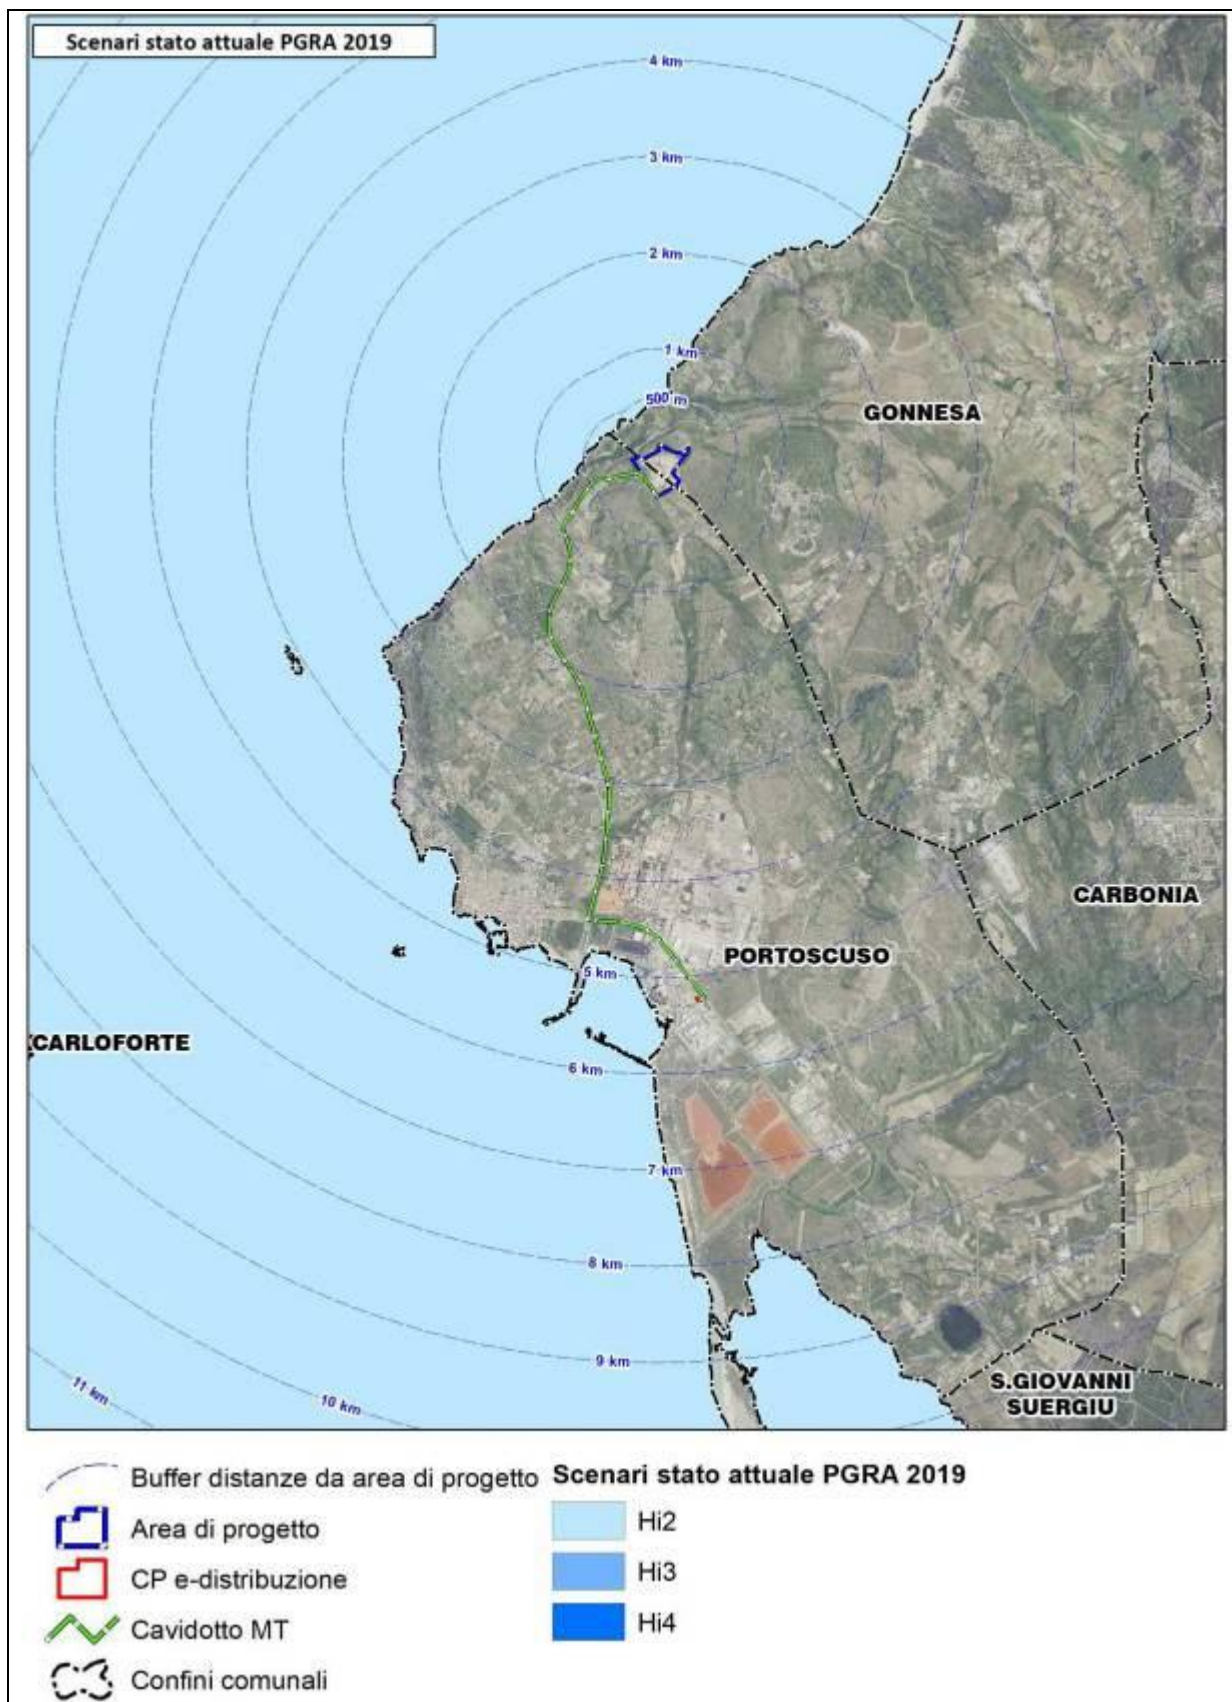 Scenari stato attuale PGRA 2019
4 km
3 km
2 km
1 km
500 m
GONNESA
CARBONIA
PORTOSCUSO
5 km
CARLOFORTE
6 km
7 km
8 km
9 km
S.GIOVANNI
SUERGIU
11 km
10 km
Buffer distanze da area di progetto
Area di progetto
CP e-distribuzione
Cavidotto MT
Confini comunali
Scenari stato attuale PGRA 2019
Hi2
Hi3
Hi4